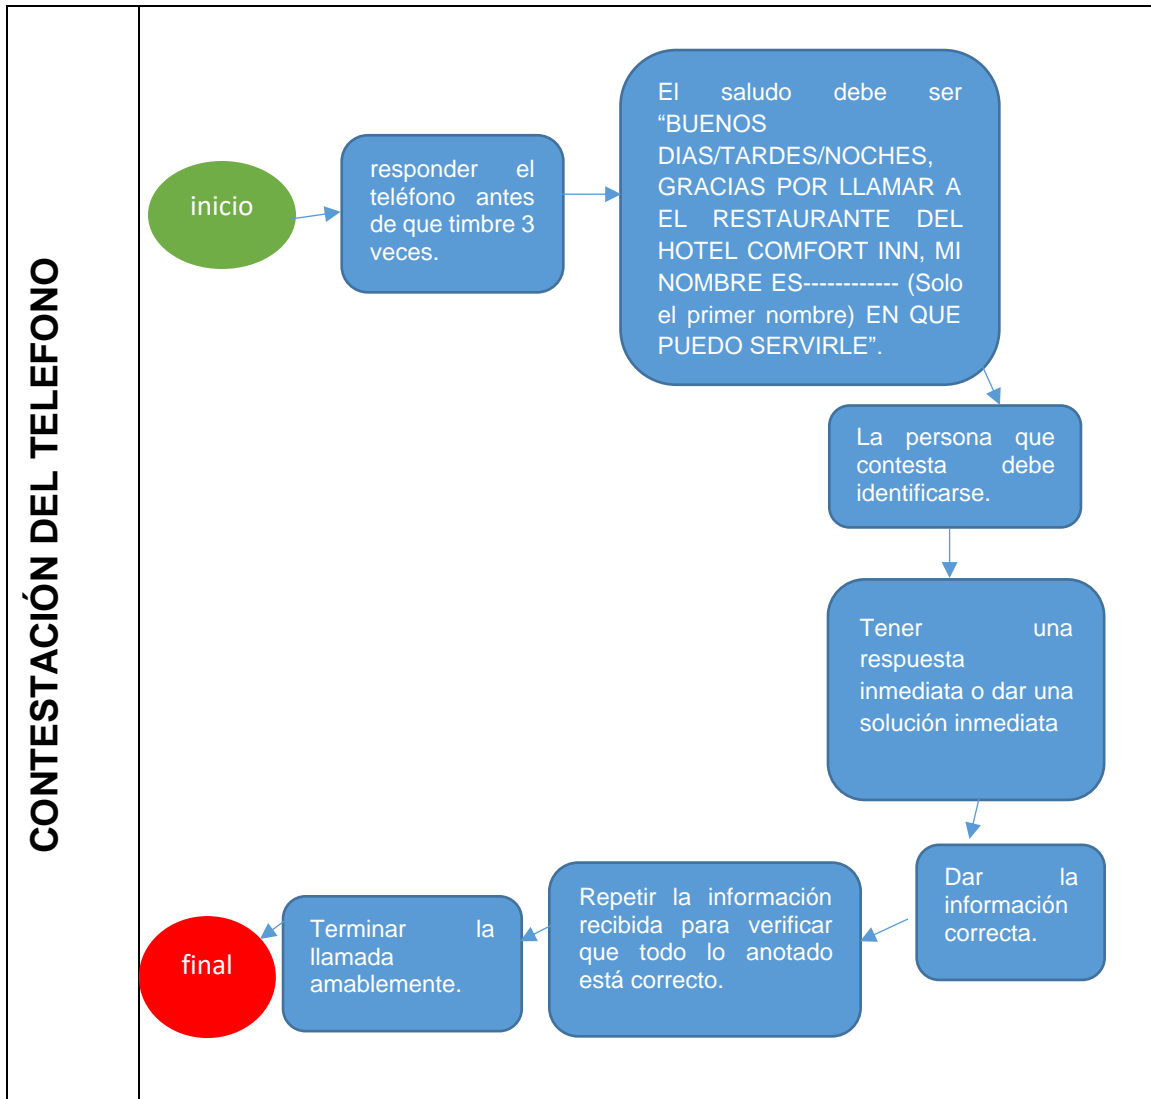 CONTESTACIÓN DEL TELEFONO
inicio
responder el
teléfono antes
de que timbre 3
veces.
El saludo debe ser
“BUENOS
DIAS/TARDES/NOCHES,
GRACIAS POR LLAMAR A
EL RESTAURANTE DEL
HOTEL COMFORT INN, MI
NOMBRE ES------------ (Solo
el primer nombre) EN QUE
PUEDO SERVIRLE”.
La persona que
contesta debe
identificarse.
Tener una
respuesta
inmediata o dar una
solución inmediata
Dar la
información
correcta.
Repetir la información
recibida para verificar
que todo lo anotado
está correcto.
Terminar la
llamada
amablemente.
final